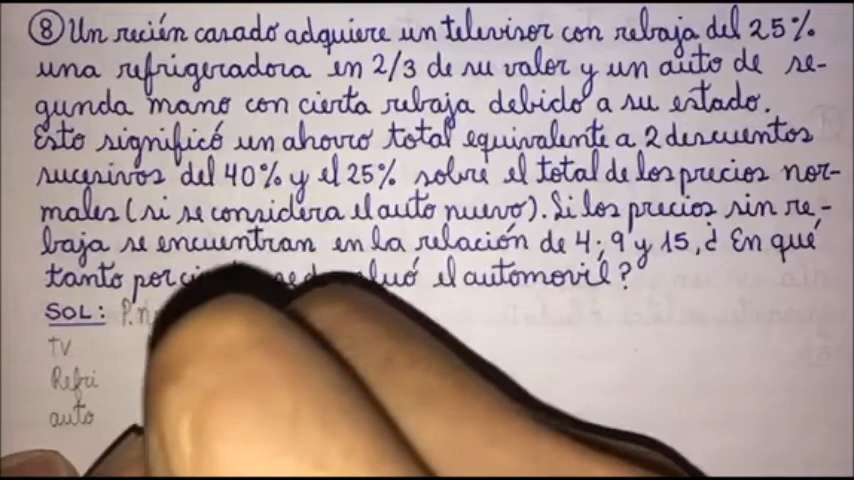 ⑧ Un recién casado adquiere un televisor con rebaja del 25%.
una refrigeradora en 2/3 de su valor y un auto de se-
gunda mano con cierta rebaja debido a su estado.
Esto significó un ahorro total equivalente a 2 descuentos
sucesivos del 40% y el 25% sobre el total de los precios nor-
males (si se considera el auto nuevo). Si los precios sin re-
baja se encuentran en la relación de 4; 9 y 15, ¿ En qué
tanto el automovil?
SOL:
TV
Refri
auto